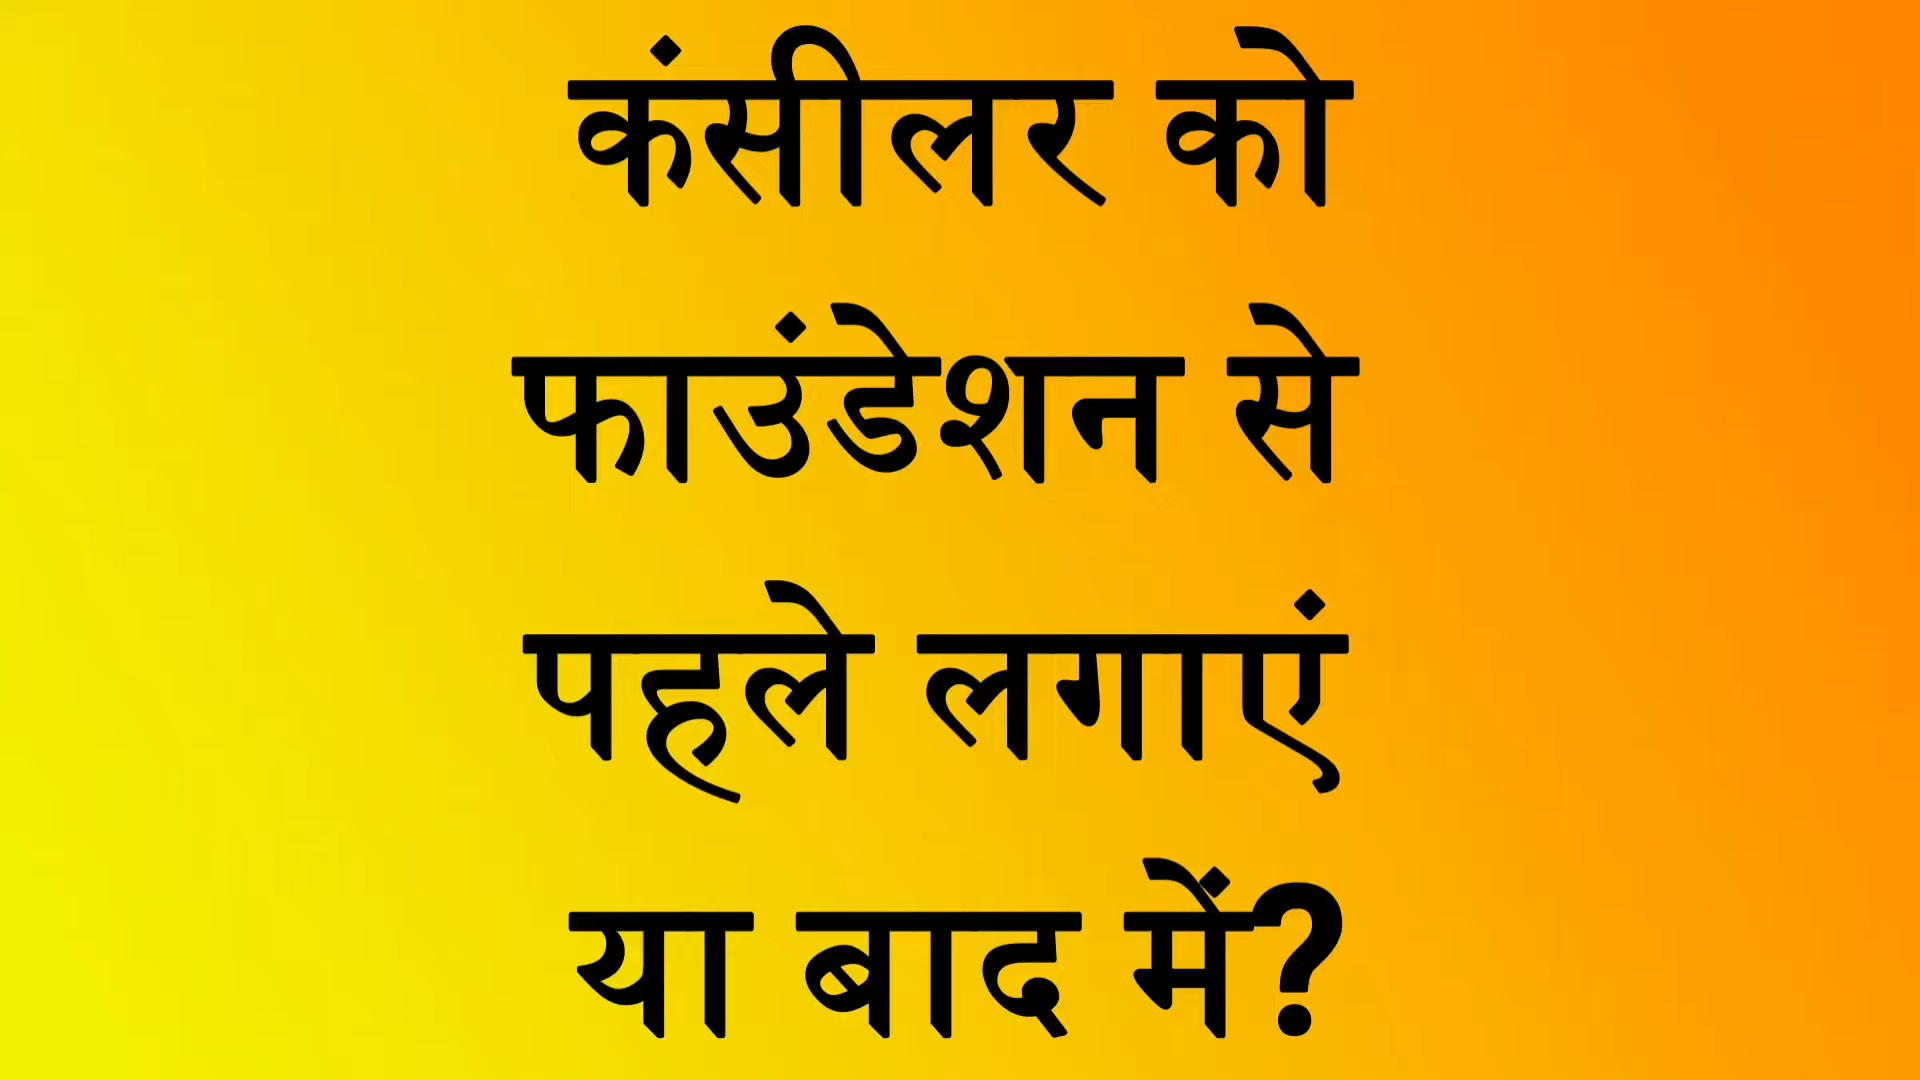 कंसीलर को
फाउंडेशन से
पहले लगाएं
या बाद में?